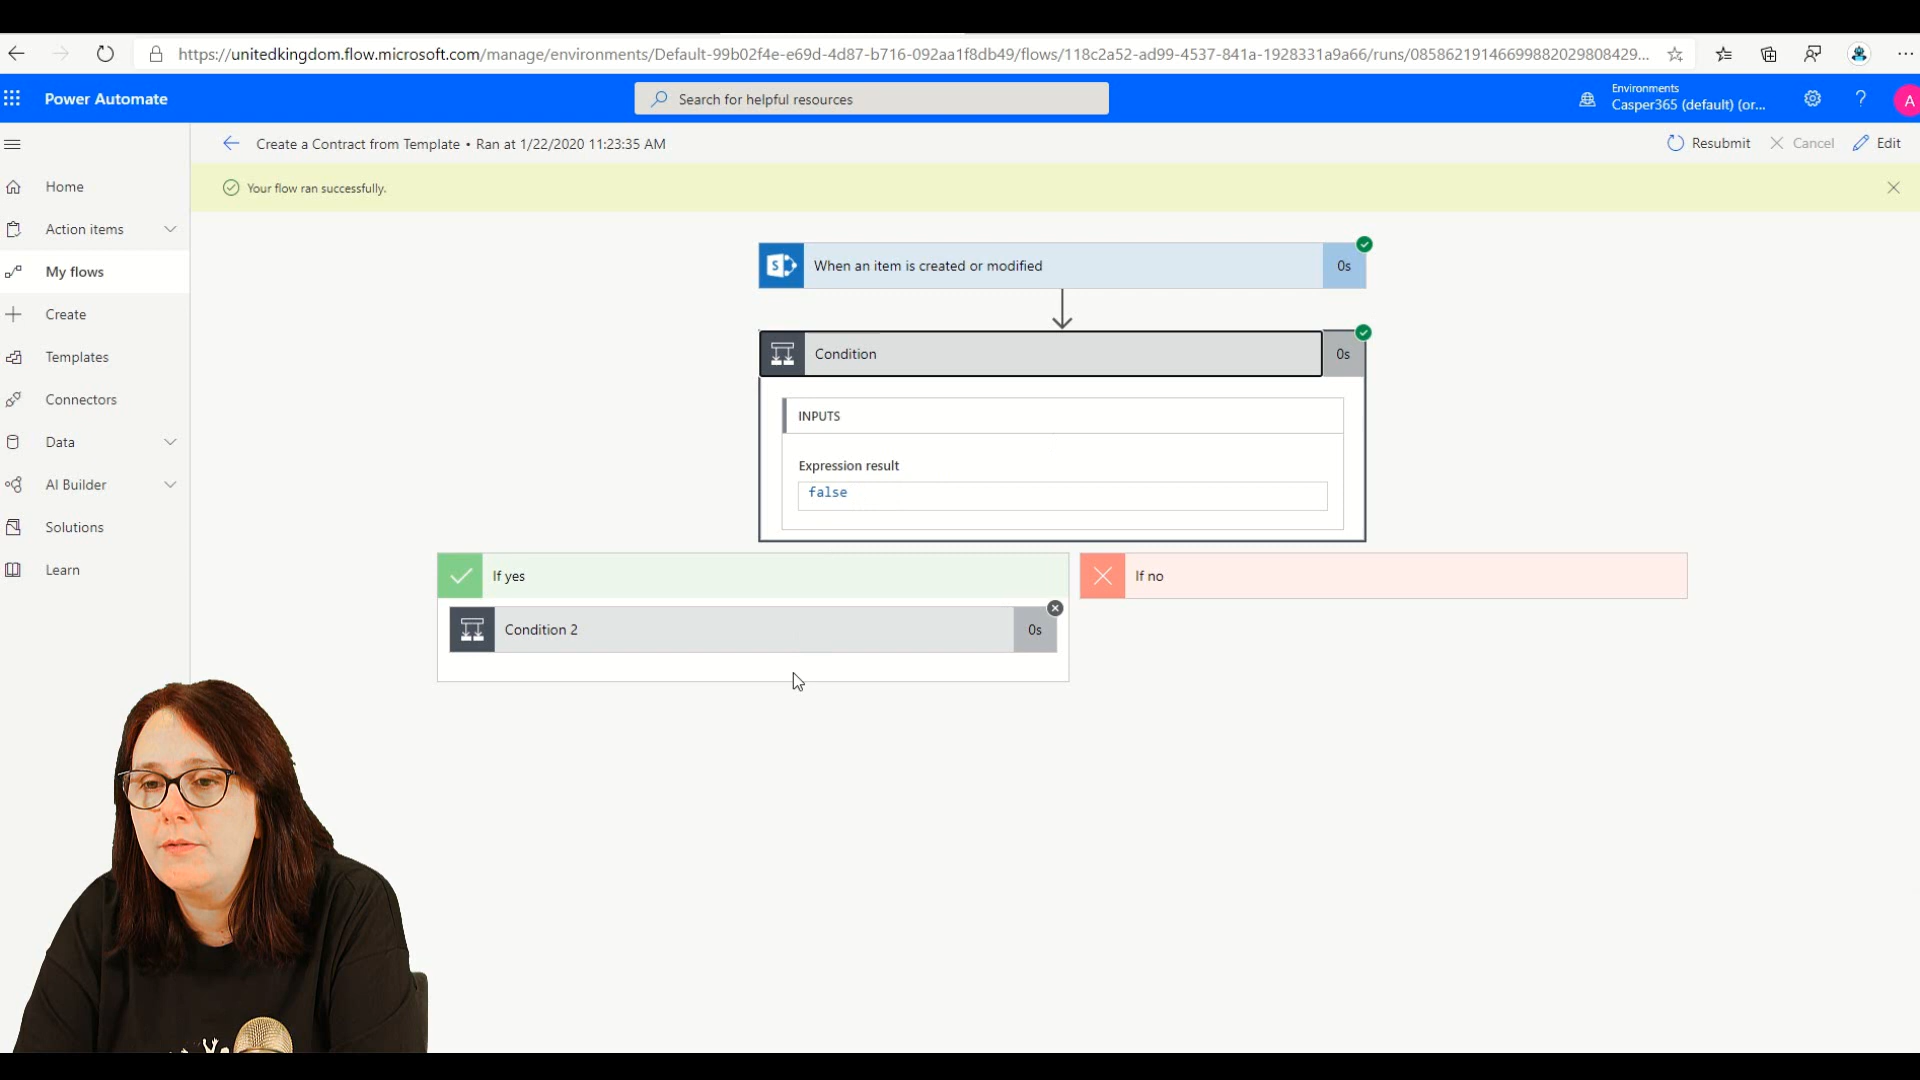 https://unitedkingdom.flow.microsoft.com/manage/environments/Default-99b02f4e-e69d-4d87-b716-092aa1f8db49/flows/118c2a52-ad99-4537-841a-1928331a9a66/runs/08586219146699882029808429...
Power Automate
Search for helpful resources
Environments
Casper365 (default) (or...
?
A
Create a Contract from Template • Ran at 1/22/2020 11:23:35 AM
Resubmit
Cancel
Edit
Your flow ran successfully.
Home
Action items
My flows
Create
Templates
Connectors
Data
AI Builder
Solutions
Learn
S
When an item is created or modified
0s
Condition
0s
INPUTS
Expression result
false
If yes
If no
Condition 2
0s